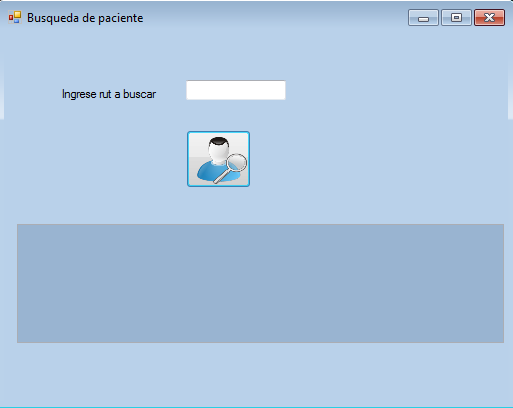 Busqueda de paciente
Ingrese rut a buscar